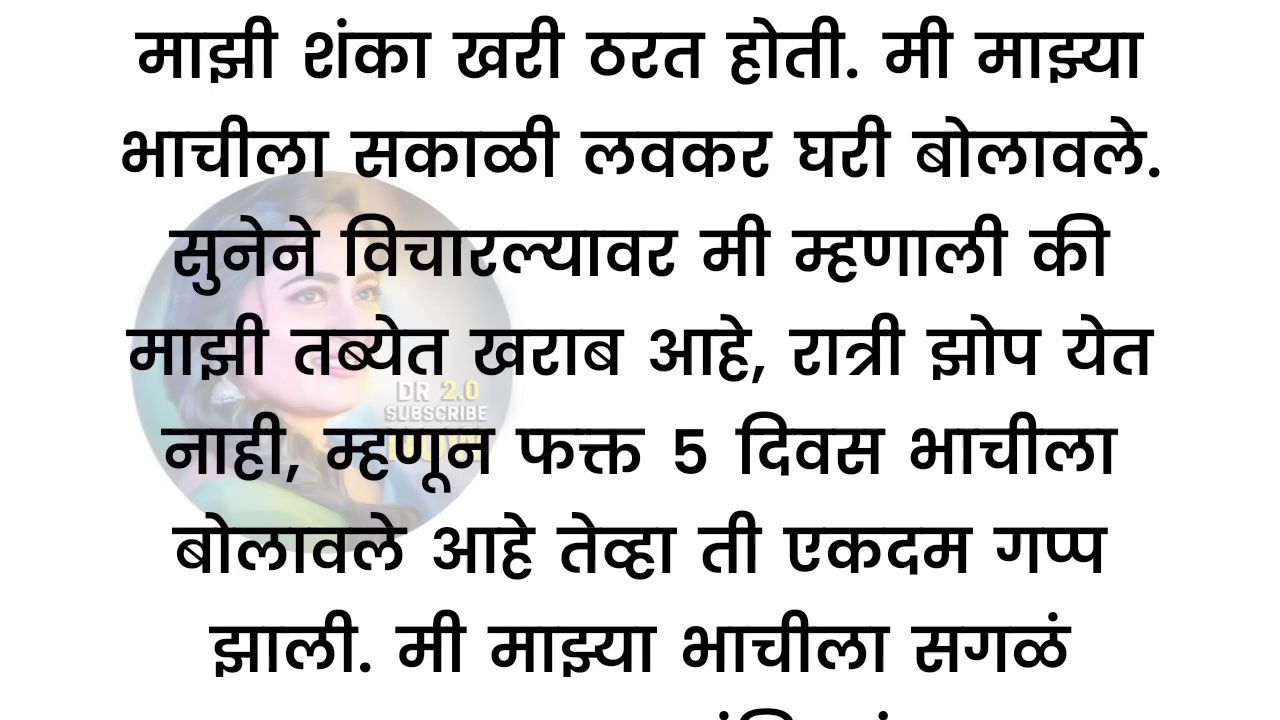 माझी शंका खरी ठरत होती. मी माझ्या
भाचीला सकाळी लवकर घरी बोलावले.
सुनेने विचारल्यावर मी म्हणाली की
माझी तब्येत खराब आहे, रात्री झोप येत
नाही, म्हणून फक्त 5 दिवस भाचीला
बोलावले आहे तेव्हा ती एकदम गप्प
झाली. मी माझ्या भाचीला सगळं
DR 2.0
SUBSCRIBE